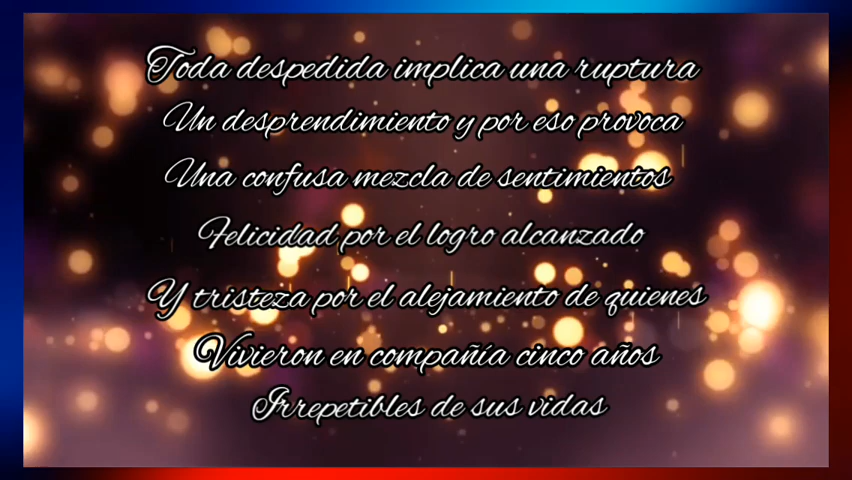 Toda despedida implica una ruptura
Un desprendimiento y por eso provoca
Una confusa mezcla de sentimientos
Felicidad por el logro alcanzado
Y tristeza por el alejamiento de quienes
Vivieron en compañía cinco años
Irrepetibles de sus vidas